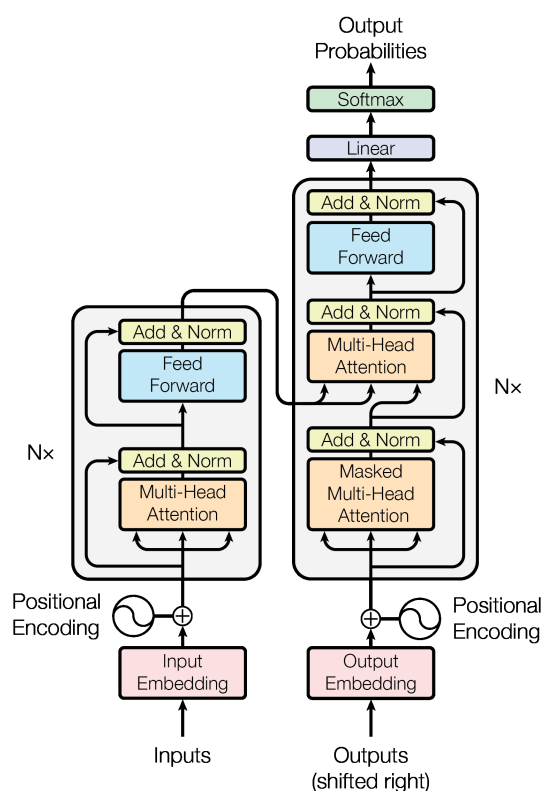 Output
Probabilities
Softmax
Linear
Add & Norm
Feed
Forward
Add & Norm
Multi-Head
Attention
Nx
Add & Norm
Masked
Multi-Head
Attention
Add & Norm
Feed
Forward
N×
Add & Norm
Multi-Head
Attention
Positional
Encoding
Positional
Encoding
Input
Embedding
Output
Embedding
Inputs
Outputs
(shifted right)